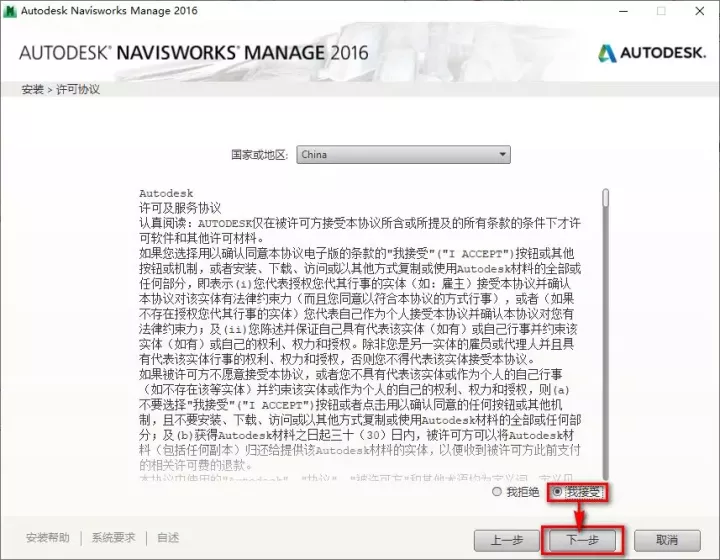 Autodesk Navisworks Manage 2016
AUTODESK® NAVISWORKS® MANAGE 2016
AUTODESK.
安装 > 许可协议
国家或地区: China
Autodesk
许可及服务协议
认真阅读：AUTODESK仅在被许可方接受本协议所含或所提及的所有条款的条件下才许
可软件和其他许可材料。
如果您选择用以确认同意本协议电子版的条款的"我接受"("I ACCEPT")按钮或其他
按钮或机制，或者安装、下载、访问或以其他方式复制或使用Autodesk材料的全部或
任何部分，即表示(i)您代表授权您代其行事的实体（如：雇主）接受本协议并确认
本协议对该实体有法律约束力（而且您同意以符合本协议的方式行事），或者（如果
不存在授权您代其行事的实体）您代表自己作为个人接受本协议并确认本协议对您有
法律约束力；及(ii)您陈述并保证自己具有代表该实体（如有）或自己行事并约束该
实体（如有）或自己的权利、权力和授权。除非您是另一实体的雇员或代理人并且具
有代表该实体行事的权利、权力和授权，否则您不得代表该实体接受本协议。
如果被许可方不愿意接受本协议，或者您不具有代表该实体或作为个人的自己行事
（如不存在该等实体）并约束该实体或作为个人的自己的权利、权力和授权，则(a)
不要选择"我接受"("I ACCEPT")按钮或者点击用以确认同意的任何按钮或其他机
制，且不要安装、下载、访问或以其他方式复制或使用Autodesk材料的全部或任何部
分；及(b)获得Autodesk材料之日起三十（30）日内，被许可方可以将Autodesk材
料（包括任何副本）归还给提供该Autodesk材料的实体，以便收到被许可方此前支付
的相关许可费的退款。
本协议中使用的"Autodesk"、"协议"、"被许可方"和其他术语均为定义词，定义见
我拒绝 我接受
安装帮助 系统要求 自述 上一步 下一步 取消